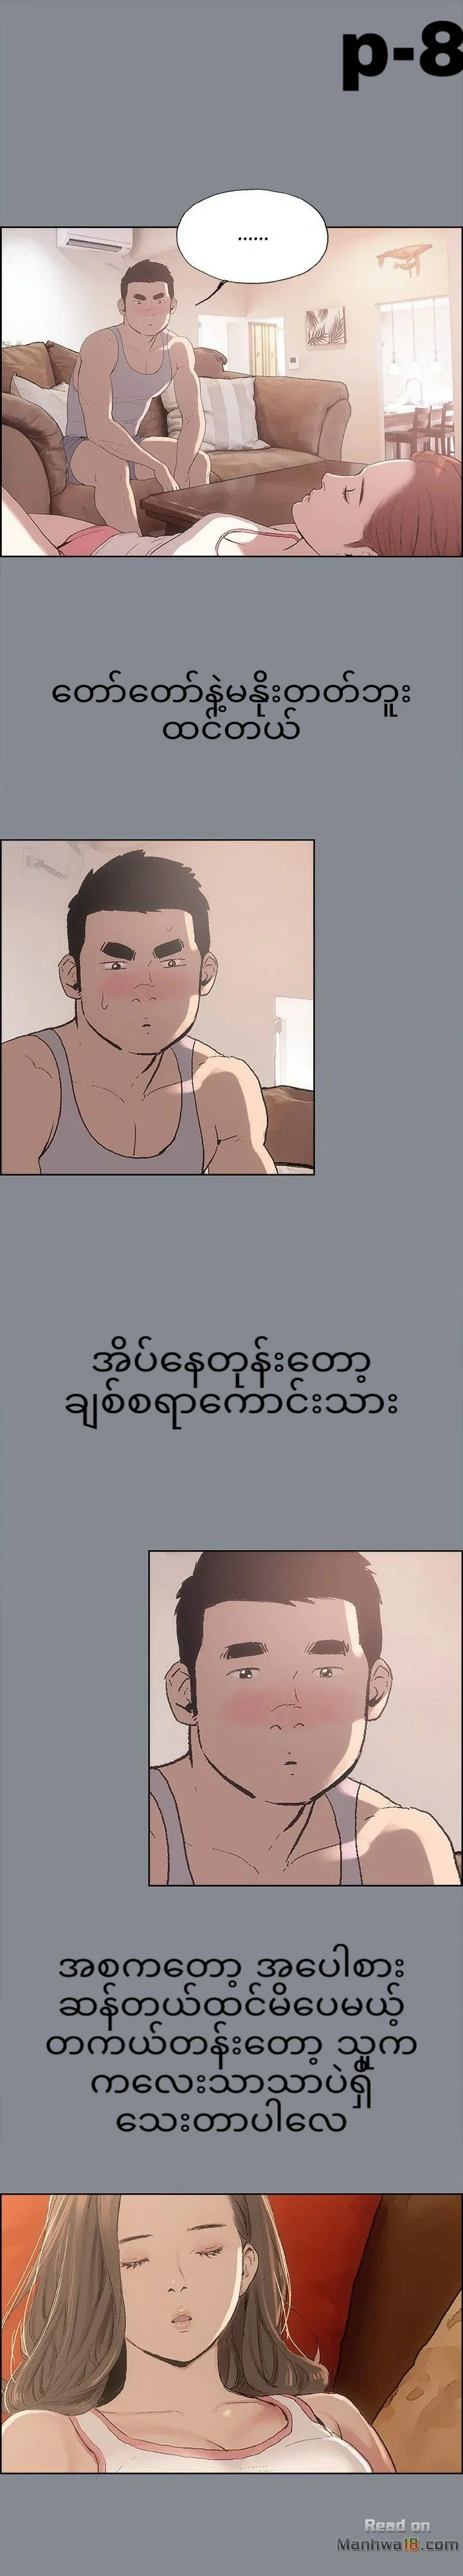 p-8
......
တော်တော်နဲ့မနိုးတတ်ဘူး
ထင်တယ်
အိပ်နေတုန်းတော့
ချစ်စရာကောင်းသား
အစကတော့ အပေါစား
ဆန်တယ်ထင်မိပေမယ့်
တကယ်တန်းတော့ သူက
ကလေးသာသာပဲရှိ
သေးတာပါလေ
Read on
Manhwa18.com